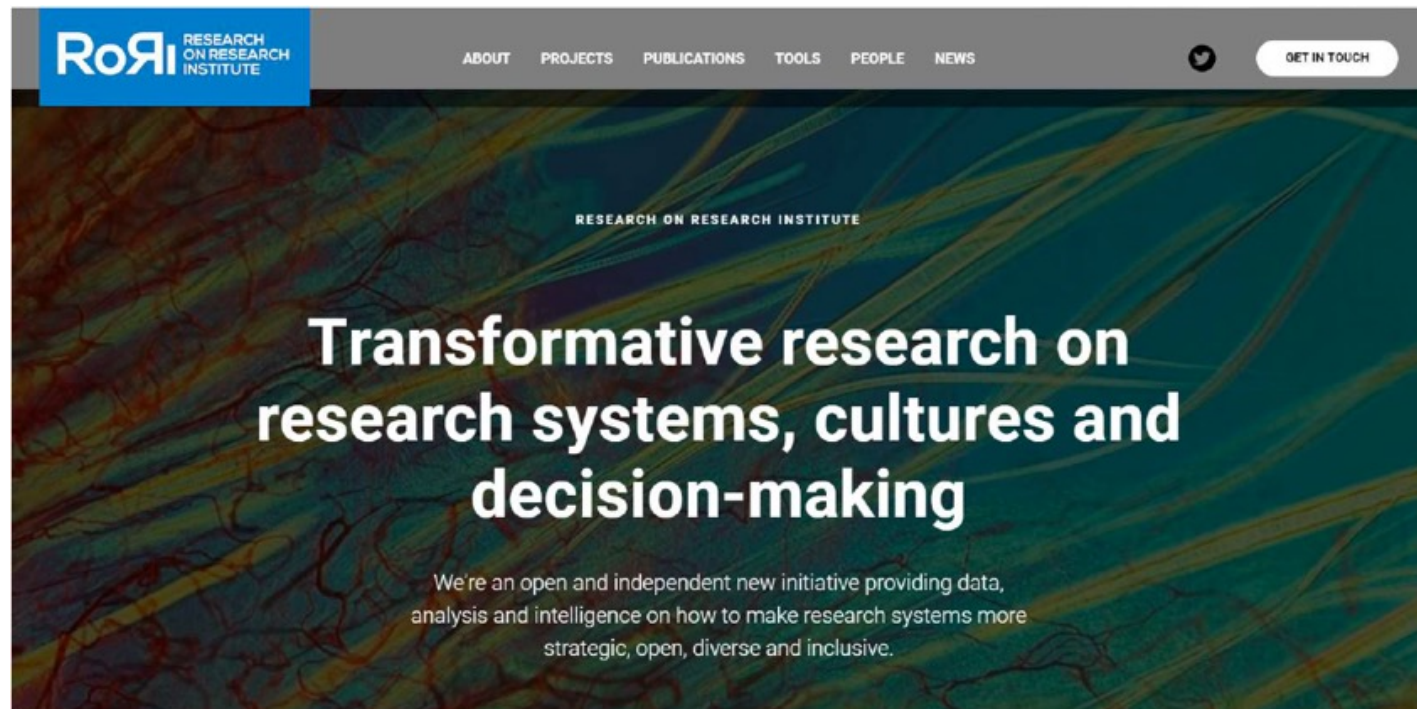 RoRI RESEARCH
ON RESEARCH
INSTITUTE
ABOUT PROJECTS PUBLICATIONS TOOLS PEOPLE NEWS
GET IN TOUCH
RESEARCH ON RESEARCH INSTITUTE
Transformative research on
research systems, cultures and
decision-making
We're an open and independent new initiative providing data,
analysis and intelligence on how to make research systems more
strategic, open, diverse and inclusive.